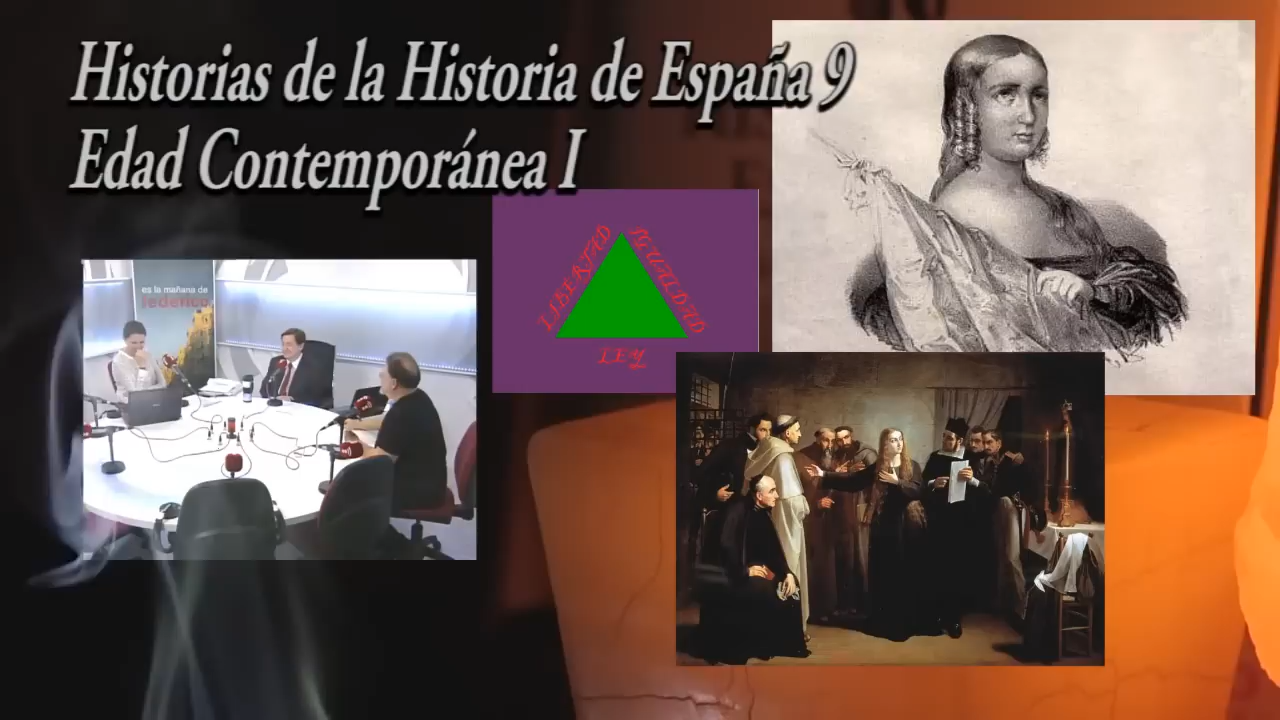 Historias de la Historia de España 9
Edad Contemporánea I
LIBERTAD
IGUALDAD
LEY
es la mañana de
federico